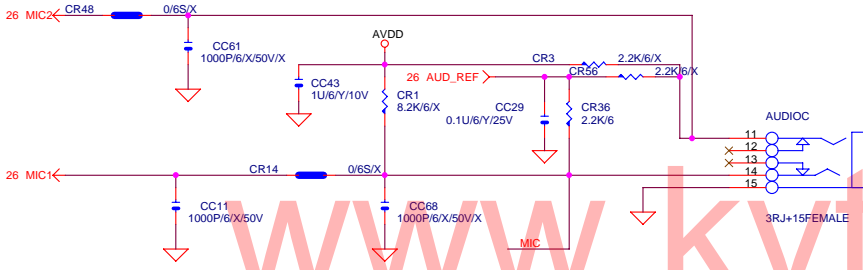 26 MIC2
CR48
0/6S/X
CC61
1000P/6/X/50V/X
AVDD
CC43
1U/6/Y/10V
26 AUD_REF
CR1
8.2K/6/X
CR3
2.2K/6/X
CR56
2.2K/6/X
CC29
0.1U/6/Y/25V
CR36
2.2K/6
AUDIOC
11
12
13
14
15
3RJ+15FEMALE
26 MIC1
CR14
0/6S/X
CC11
1000P/6/X/50V
CC68
1000P/6/X/50V/X
MIC
www kv